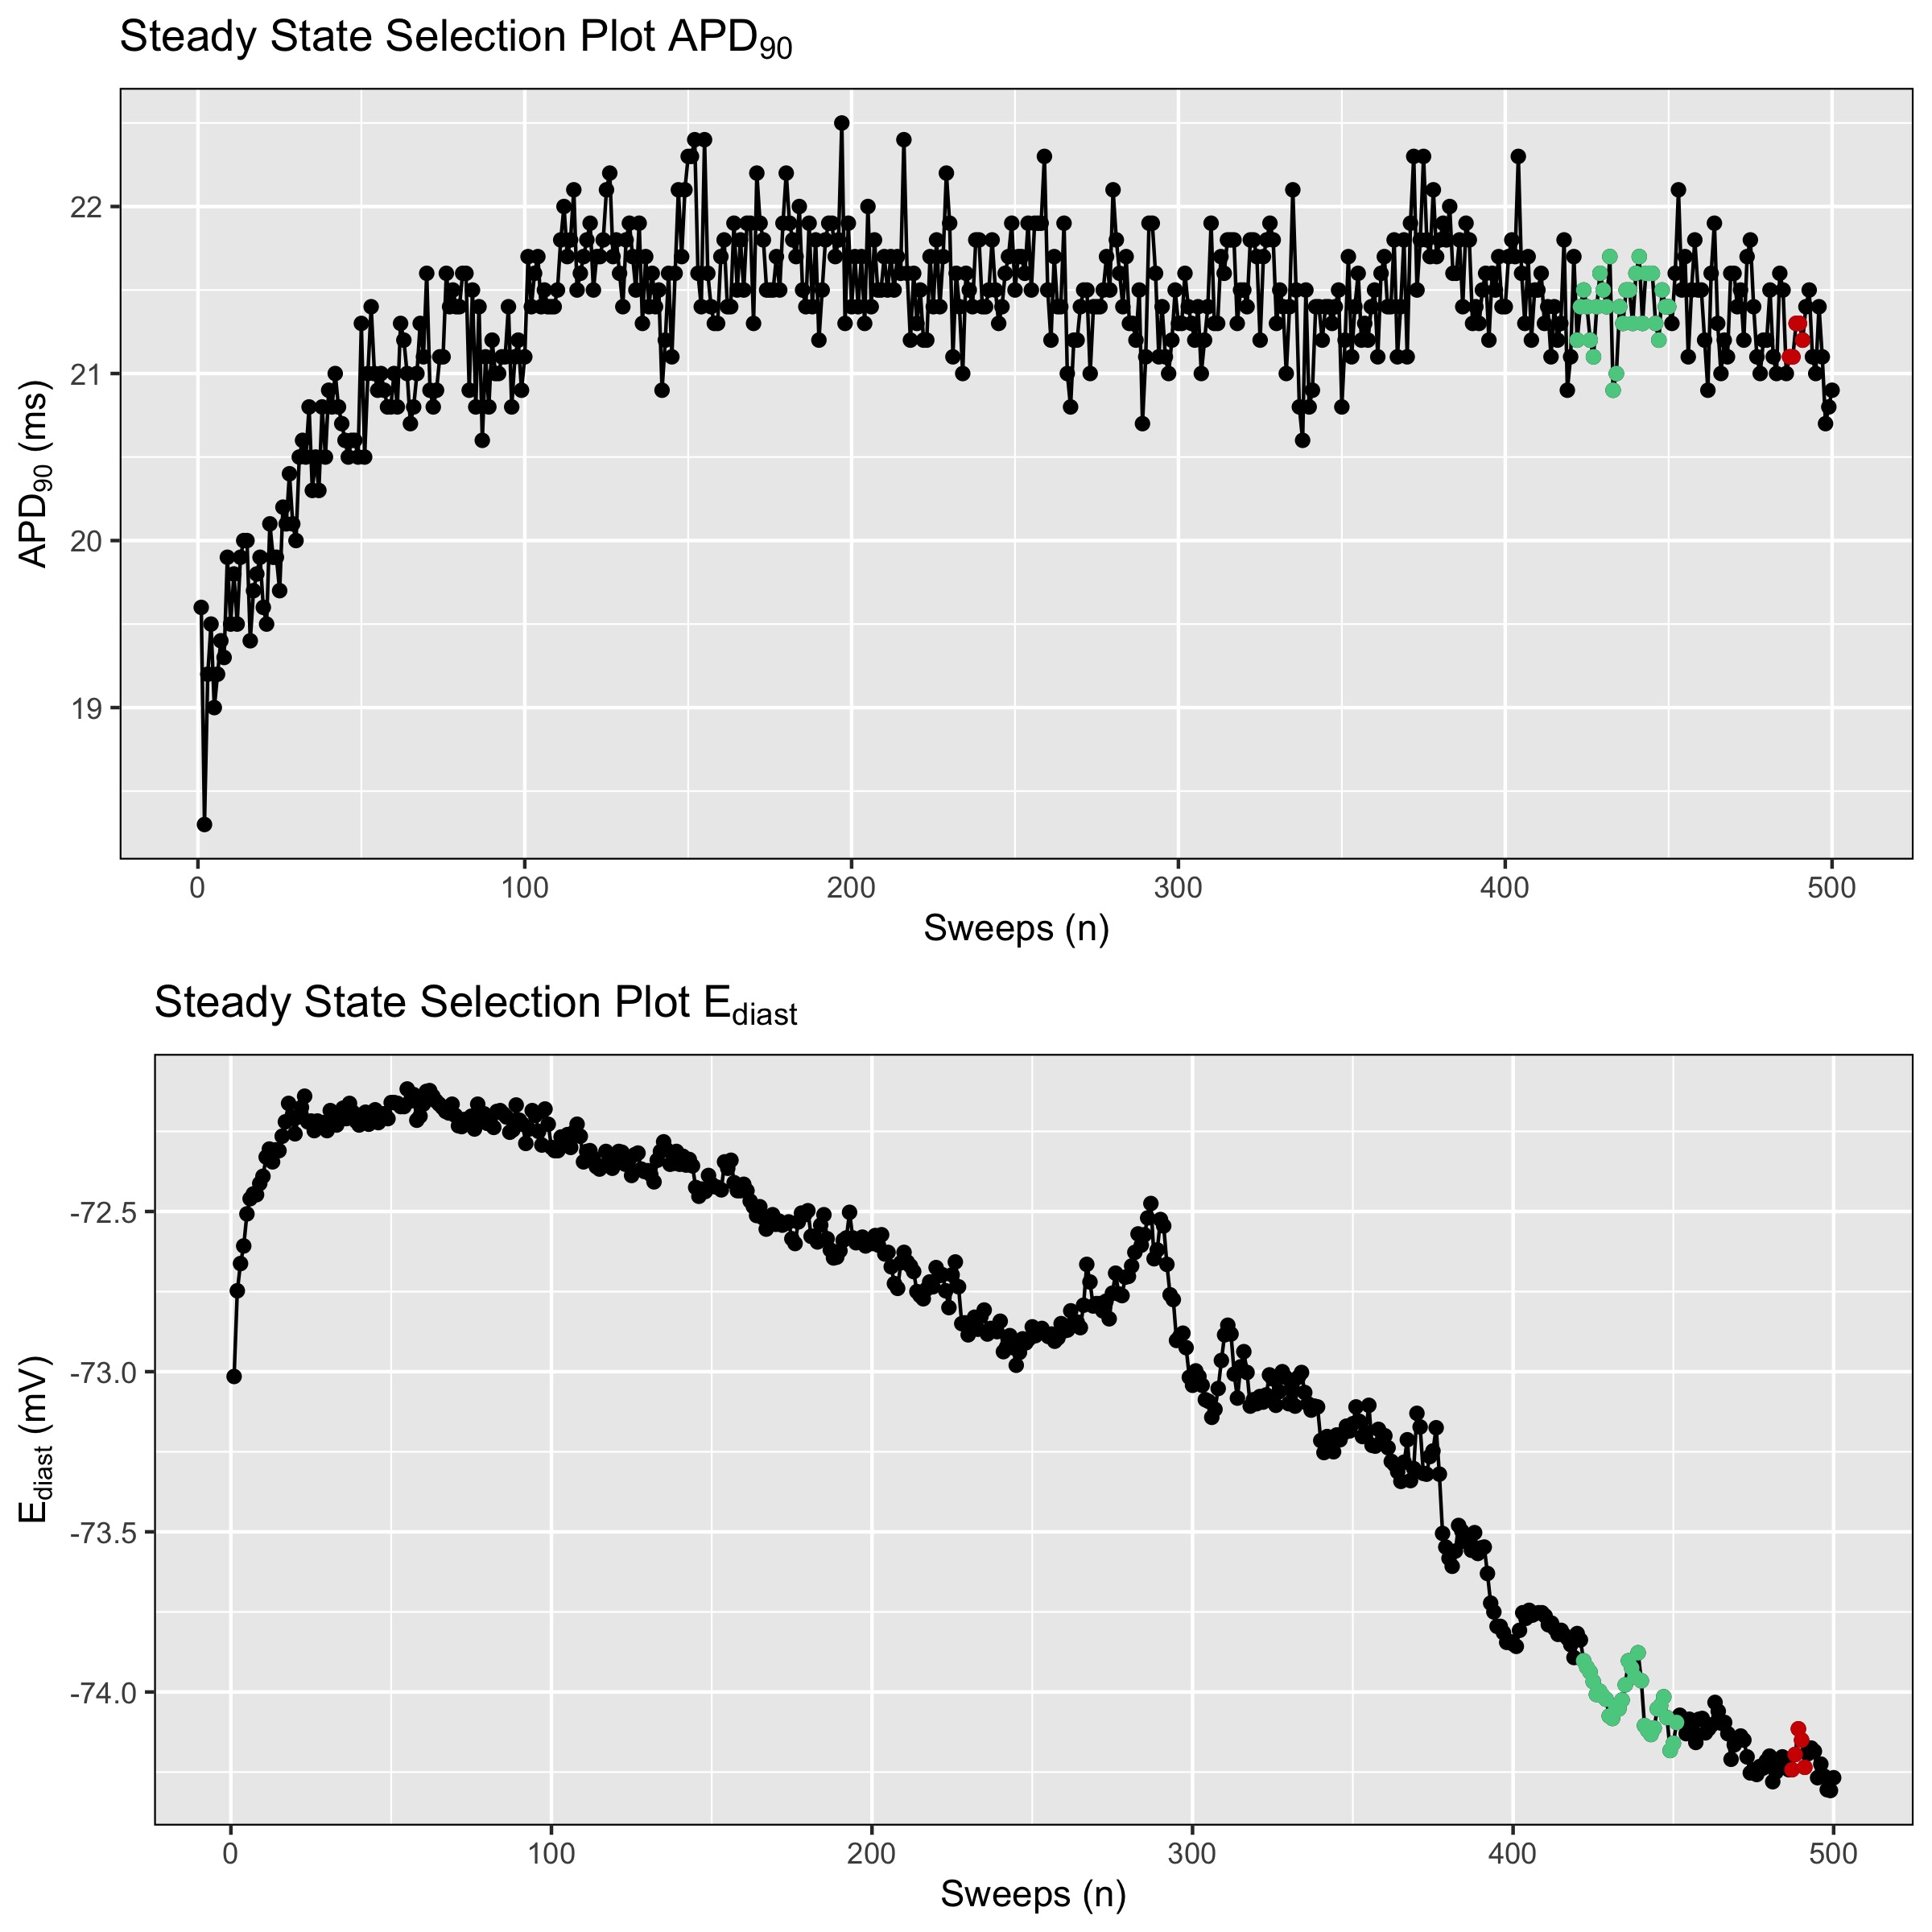 Steady State Selection Plot APD90
22
21
20
19
APD90 (ms)
0 100 200 300 400 500
Sweeps (n)
Steady State Selection Plot Ediast
-72.5
-73.0
-73.5
-74.0
Ediast (mV)
0 100 200 300 400 500
Sweeps (n)